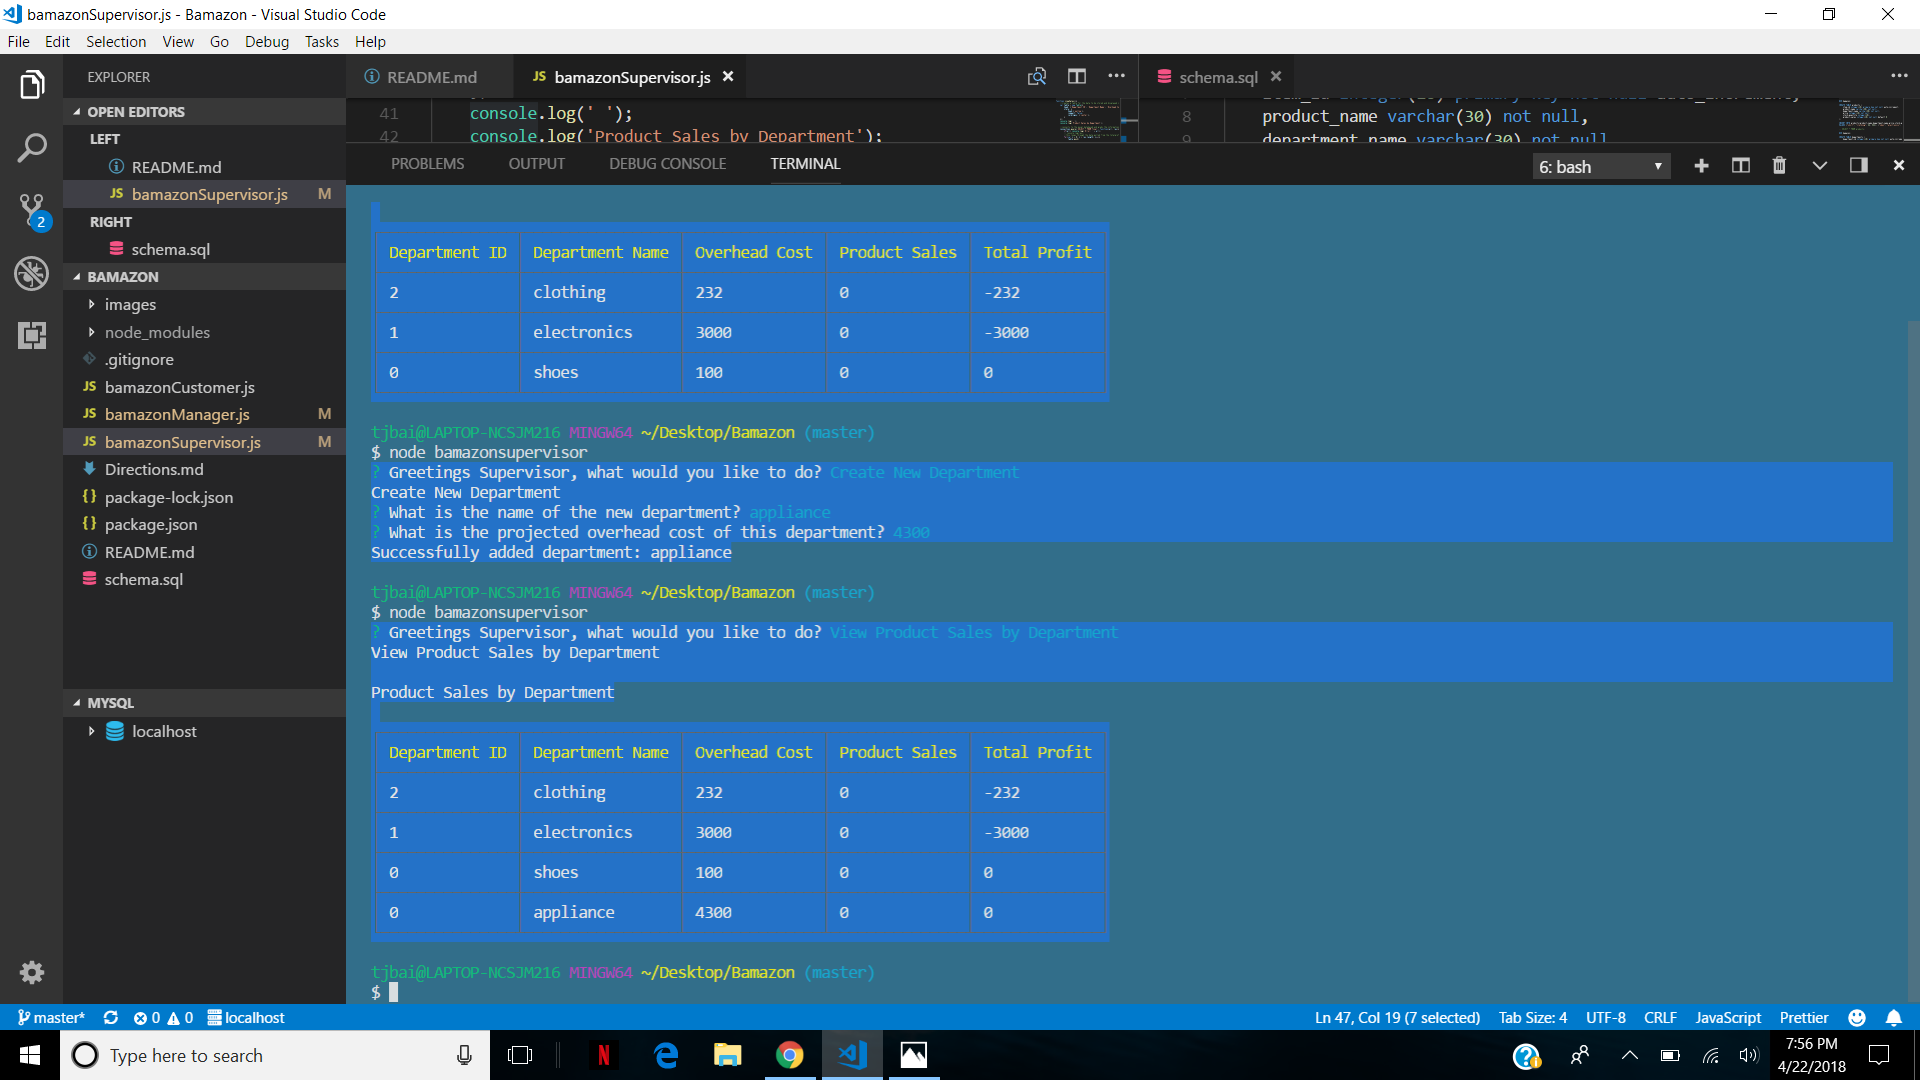 bamazonSupervisor.js - Bamazon - Visual Studio Code
File Edit Selection View Go Debug Tasks Help
EXPLORER
OPEN EDITORS
LEFT
README.md
JS bamazonSupervisor.js M
RIGHT
schema.sql
BAMAZON
images
node_modules
.gitignore
JS bamazonCustomer.js
JS bamazonManager.js M
JS bamazonSupervisor.js M
Directions.md
{} package-lock.json
{} package.json
README.md
schema.sql
MYSQL
localhost
2
README.md JS bamazonSupervisor.js
41 console.log(' ');
42 console.log('Product Sales by Department');
schema.sql
8 product_name varchar(30) not null,
9 department_name varchar(30) not null
PROBLEMS OUTPUT DEBUG CONSOLE TERMINAL 6: bash
Department ID Department Name Overhead Cost Product Sales Total Profit
2 clothing 232 0 -232
1 electronics 3000 0 -3000
0 shoes 100 0 0
tjbai@LAPTOP-NCSJM216 MINGW64 ~/Desktop/Bamazon (master)
$ node bamazonsupervisor
? Greetings Supervisor, what would you like to do? Create New Department
Create New Department
? What is the name of the new department? appliance
? What is the projected overhead cost of this department? 4300
Successfully added department: appliance
tjbai@LAPTOP-NCSJM216 MINGW64 ~/Desktop/Bamazon (master)
$ node bamazonsupervisor
? Greetings Supervisor, what would you like to do? View Product Sales by Department
View Product Sales by Department
Product Sales by Department
Department ID Department Name Overhead Cost Product Sales Total Profit
2 clothing 232 0 -232
1 electronics 3000 0 -3000
0 shoes 100 0 0
0 appliance 4300 0 0
tjbai@LAPTOP-NCSJM216 MINGW64 ~/Desktop/Bamazon (master)
$
master* 0 0 localhost Ln 47, Col 19 (7 selected) Tab Size: 4 UTF-8 CRLF JavaScript Prettier
Type here to search
7:56 PM
4/22/2018